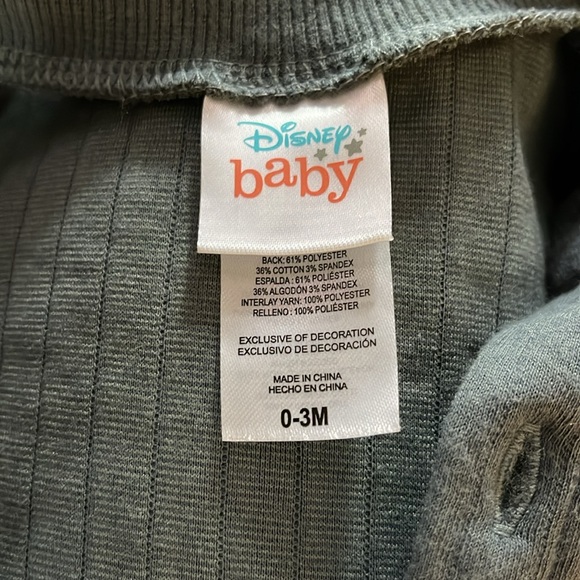 Disney
baby
BACK: 61% POLYESTER
36% COTTON 3% SPANDEX
ESPALDA : 61% POLIÉSTER
36% ALGODÓN 3% SPANDEX
INTERLAY YARN: 100% POLYESTER
RELLENO : 100% POLIÉSTER
EXCLUSIVE OF DECORATION
EXCLUSIVO DE DECORACIÓN
MADE IN CHINA
HECHO EN CHINA
0-3M